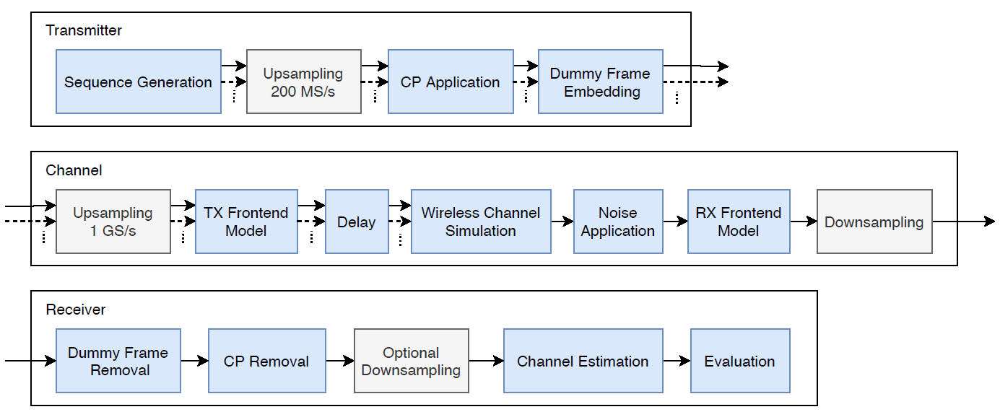 Transmitter
Sequence Generation
Upsampling
200 MS/s
CP Application
Dummy Frame
Embedding
Channel
Upsampling
1 GS/s
TX Frontend
Model
Delay
Wireless Channel
Simulation
Noise
Application
RX Frontend
Model
Downsampling
Receiver
Dummy Frame
Removal
CP Removal
Optional
Downsampling
Channel Estimation
Evaluation